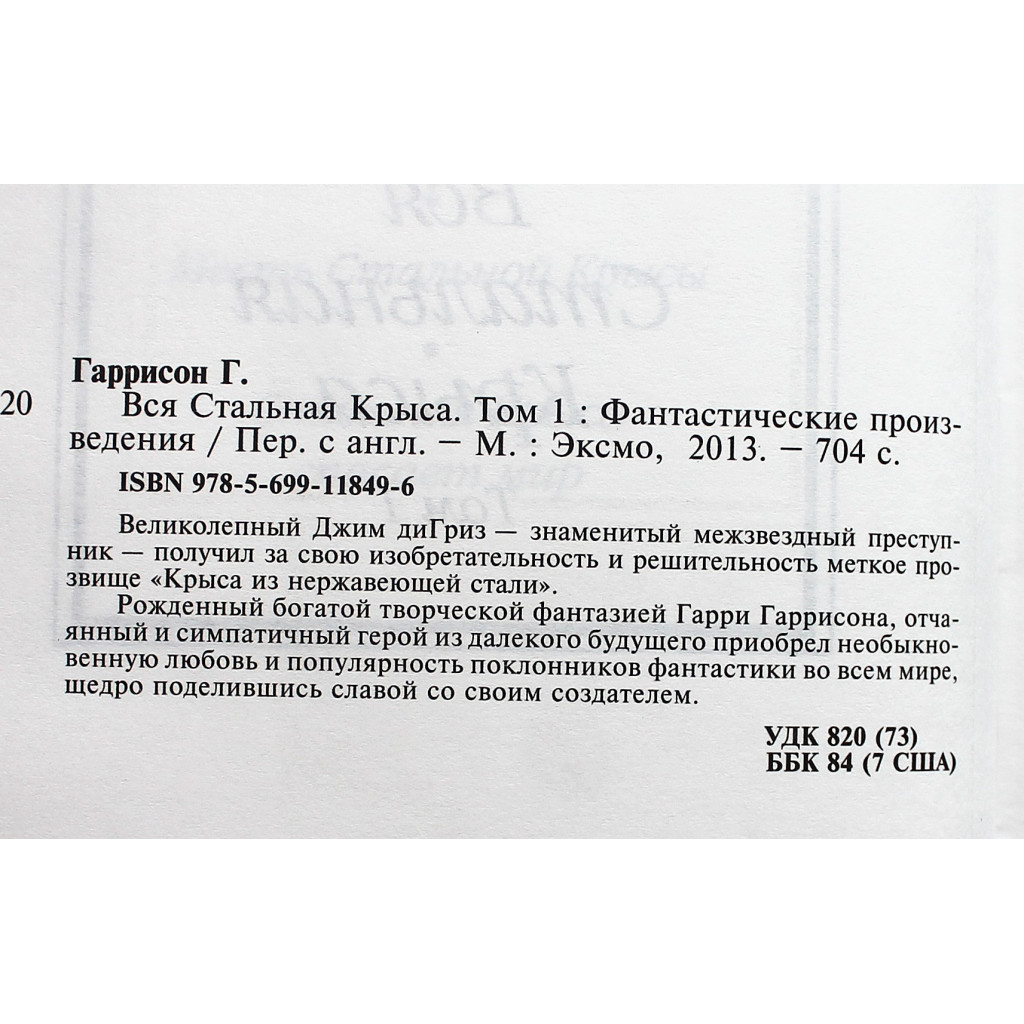 Гаррисон Г.
20 Вся Стальная Крыса. Том 1 : Фантастические произ-
ведения / Пер. с англ. — М. : Эксмо, 2013. — 704 с.
ISBN 978-5-699-11849-6
Великолепный Джим диГриз — знаменитый межзвездный преступ-
ник — получил за свою изобретательность и решительность меткое про-
звище «Крыса из нержавеющей стали».
Рожденный богатой творческой фантазией Гарри Гаррисона, отча-
янный и симпатичный герой из далекого будущего приобрел необыкно-
венную любовь и популярность поклонников фантастики во всем мире,
щедро поделившись славой со своим создателем.
УДК 820 (73)
ББК 84 (7 США)